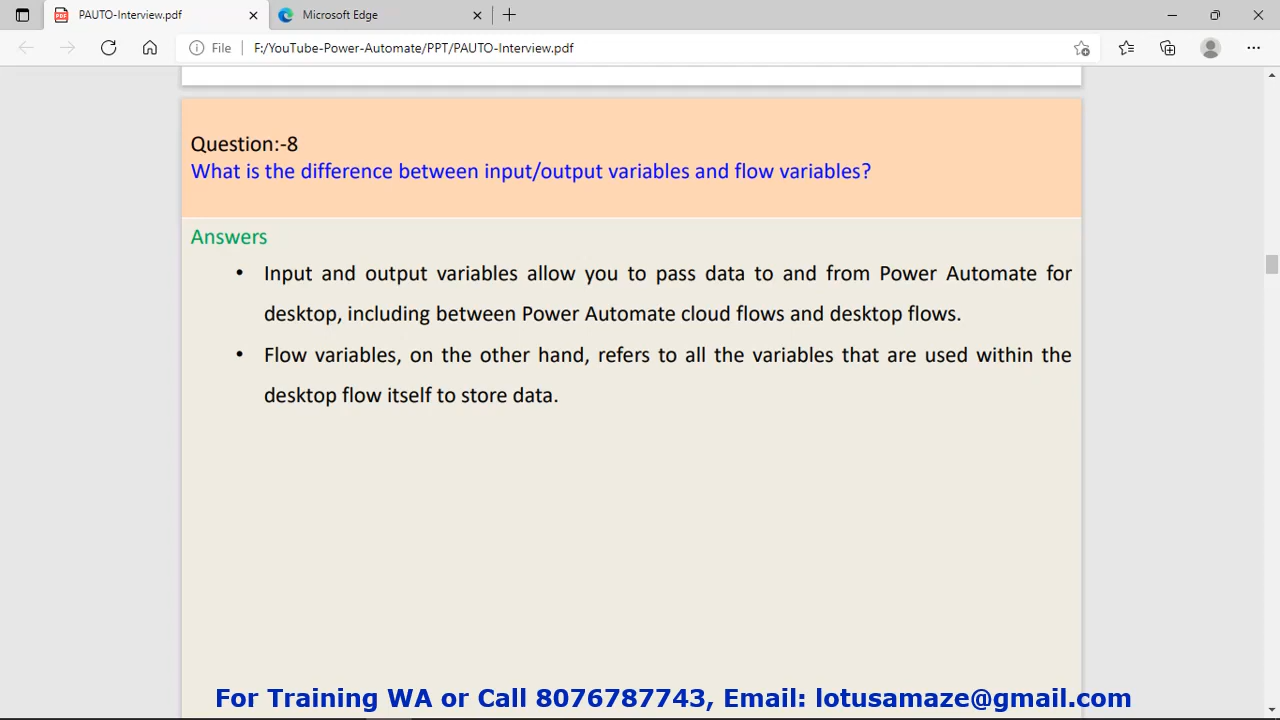 PAUTO-Interview.pdf
Microsoft Edge
File
F:/YouTube-Power-Automate/PPT/PAUTO-Interview.pdf
Question:-8
What is the difference between input/output variables and flow variables?
Answers
• Input and output variables allow you to pass data to and from Power Automate for
desktop, including between Power Automate cloud flows and desktop flows.
• Flow variables, on the other hand, refers to all the variables that are used within the
desktop flow itself to store data.
For Training WA or Call 8076787743, Email: lotusamaze@gmail.com